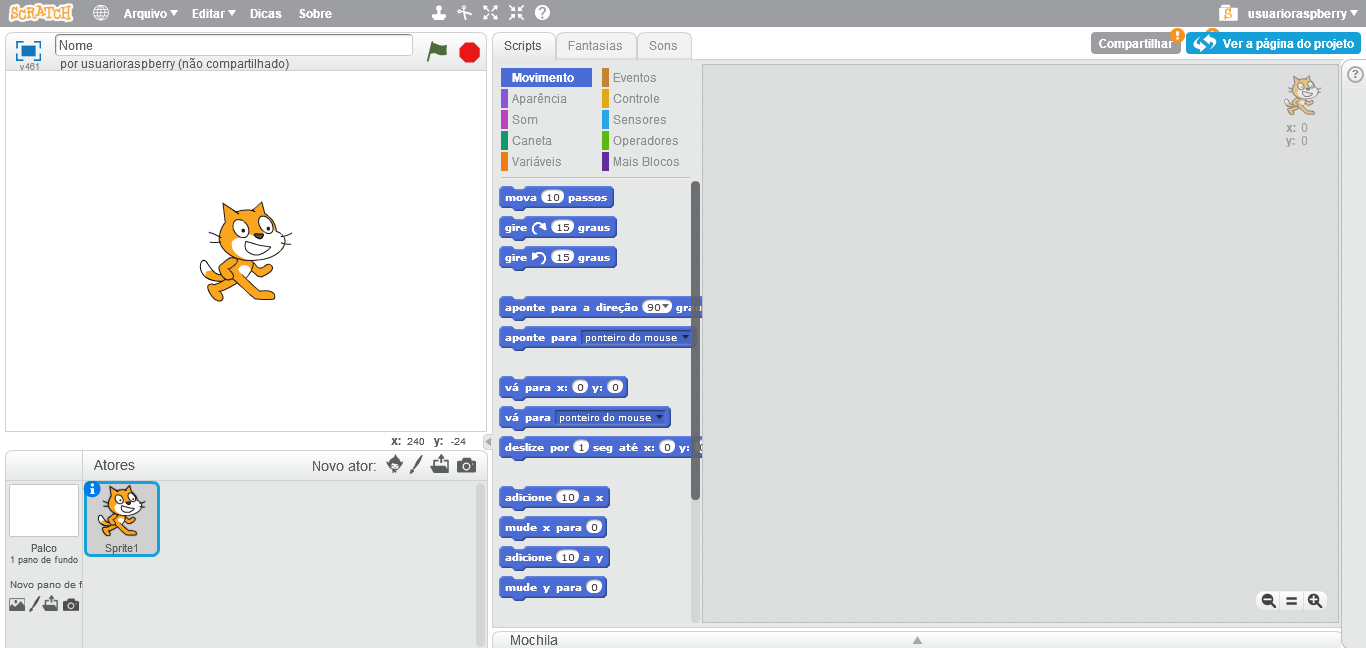 SCRATCH Arquivo Editar Dicas Sobre usuarioraspberry
Nome
por usuarioraspberry (não compartilhado)
v461
Scripts Fantasias Sons
Compartilhar
Ver a página do projeto
Movimento Eventos
Aparência Controle
Som Sensores
Caneta Operadores
Variáveis Mais Blocos
mova 10 passos
gire 15 graus
gire 15 graus
aponte para a direção 90 grau
aponte para ponteiro do mouse
vá para x: 0 y: 0
vá para ponteiro do mouse
deslize por 1 seg até x: 0 y:
adicione 10 a x
mude x para 0
adicione 10 a y
mude y para 0
x: 0
y: 0
x: 240 y: -24
Atores Novo ator:
Sprite1
Palco
1 pano de fundo
Novo pano de f
Mochila